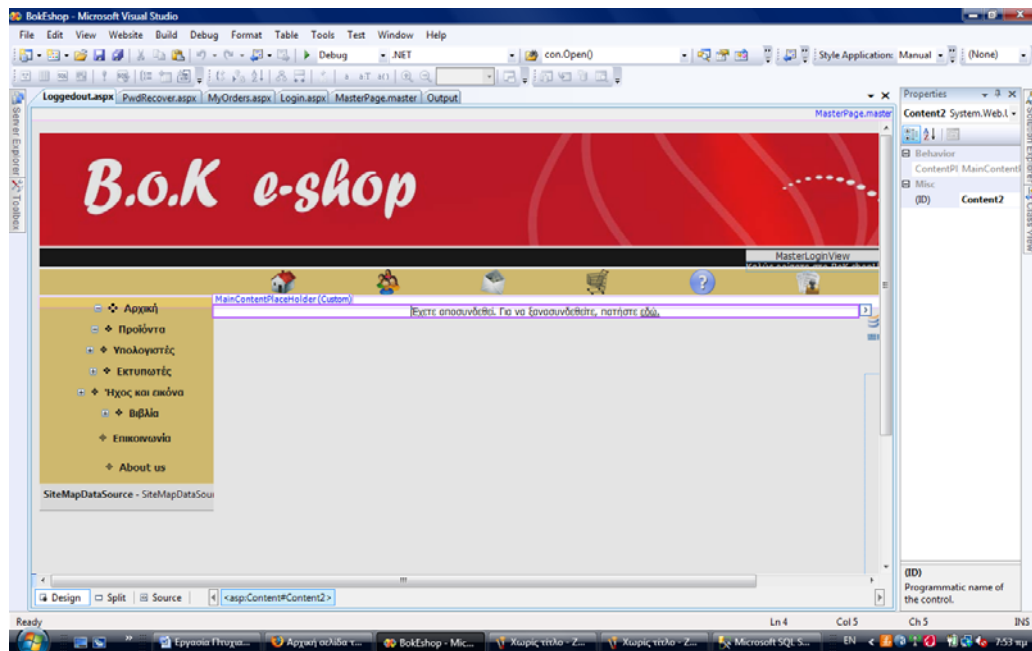 BokEshop - Microsoft Visual Studio
File Edit View Website Build Debug Format Table Tools Test Window Help
Debug .NET con.Open() Style Application: Manual (None)
Loggedout.aspx PwdRecover.aspx MyOrders.aspx Login.aspx MasterPage.master Output
Properties
MasterPage.master
Content2 System.Web.
Server Explorer
Toolbox
Solution Explorer
Class View
Behavior
ContentPl MainContent
Misc
(ID) Content2
B.o.K e-shop
MasterLoginView
MainContentPlaceHolder (Custom)
Έχετε αποσυνδεθεί. Για να ξανασυνδεθείτε, πατήστε εδώ.
Αρχική
Προϊόντα
Υπολογιστές
Εκτυπωτές
Ήχος και εικόνα
Βιβλία
Επικοινωνία
About us
SiteMapDataSource - SiteMapDataSou
(ID)
Programmatic name of
the control.
Design Split Source <asp:Content#Content2>
Ready Ln 4 Col 5 Ch 5 INS
Εργασία Πτυχια... Αρχική σελίδα τ... BokEshop - Mic... Χωρίς τίτλο - Ζ... Χωρίς τίτλο - Ζ... Microsoft SQL S... EN 7:53 πμ